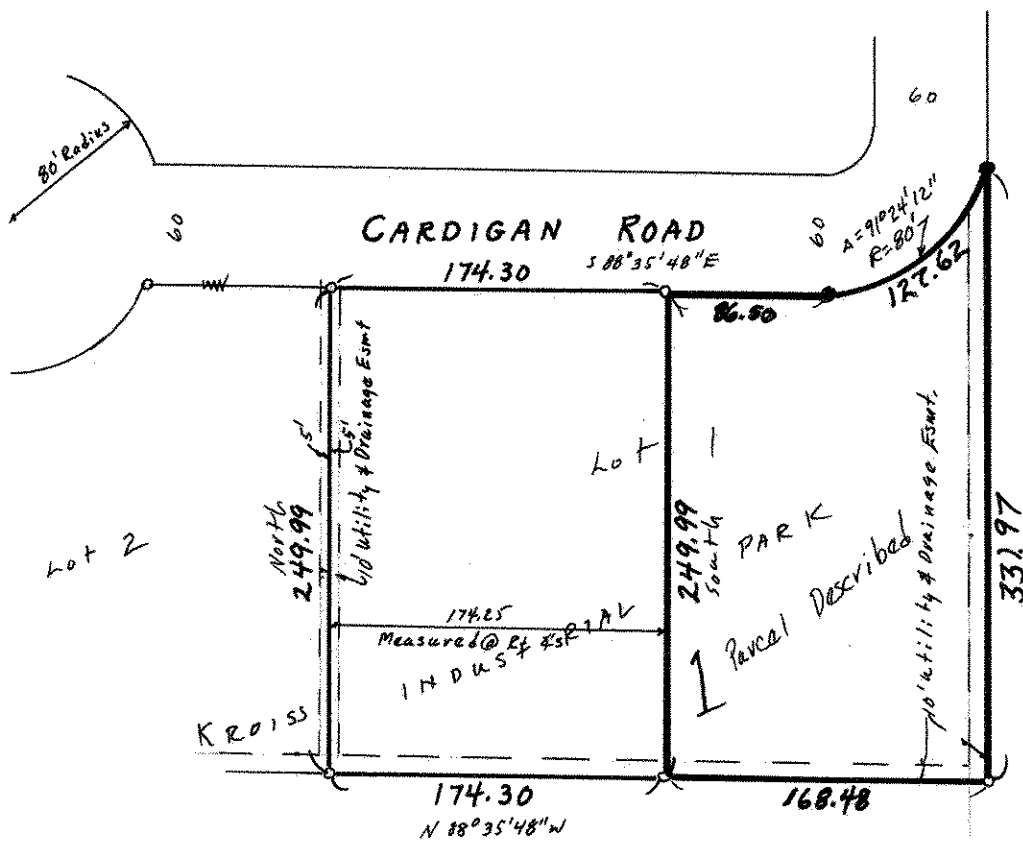 80' Radius
60
60
CARDIGAN ROAD
174.30
S 88°35'48"E
60
Δ=91°24'12"
R=80'
127.62
86.50
5'
5'
10' Utility & Drainage Esmt
Lot 1
North
249.99
249.99
South
Lot 2
PARK
Parcel Described
10' Utility & Drainage Esmt.
331.97
174.25
Measured @ Rt ∡'s
INDUSTRIAL
KROISS
174.30
N 88°35'48"W
168.48